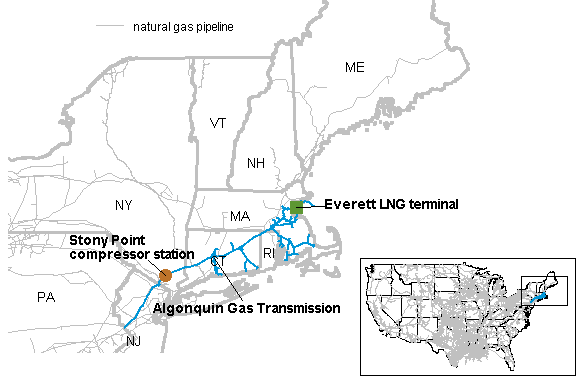 natural gas pipeline
ME
VT
NH
NY
MA
Everett LNG terminal
Stony Point
compressor station
RI
PA
Algonquin Gas Transmission
NJ